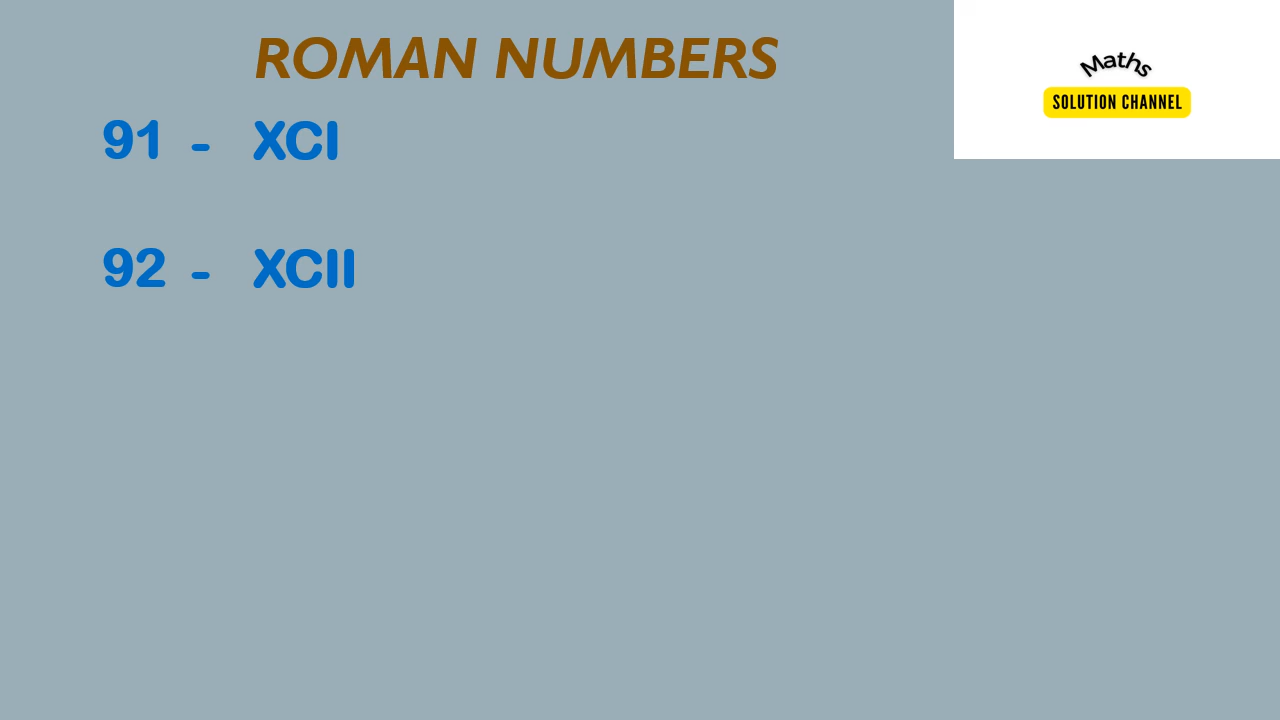 ROMAN NUMBERS
Maths
SOLUTION CHANNEL
91 - XCI
92 - XCII